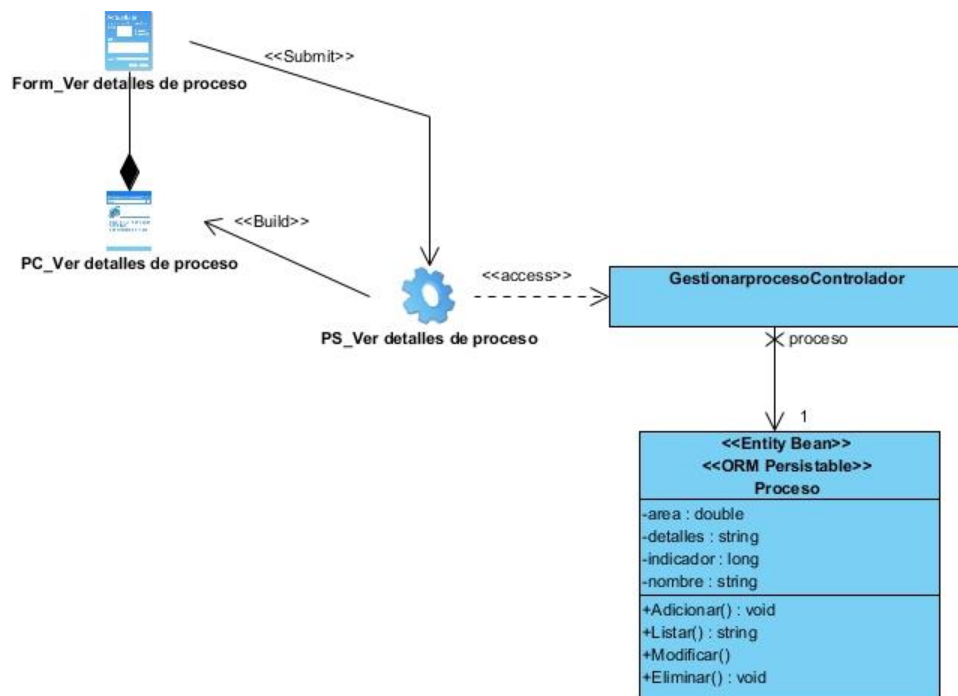 <<Submit>>
Form_Ver detalles de proceso
<<Build>>
PC_Ver detalles de proceso
<<access>>
PS_Ver detalles de proceso
GestionarprocesoControlador
proceso
1
<<Entity Bean>>
<<ORM Persistable>>
Proceso
-area : double
-detalles : string
-indicador : long
-nombre : string
+Adicionar() : void
+Listar() : string
+Modificar()
+Eliminar() : void